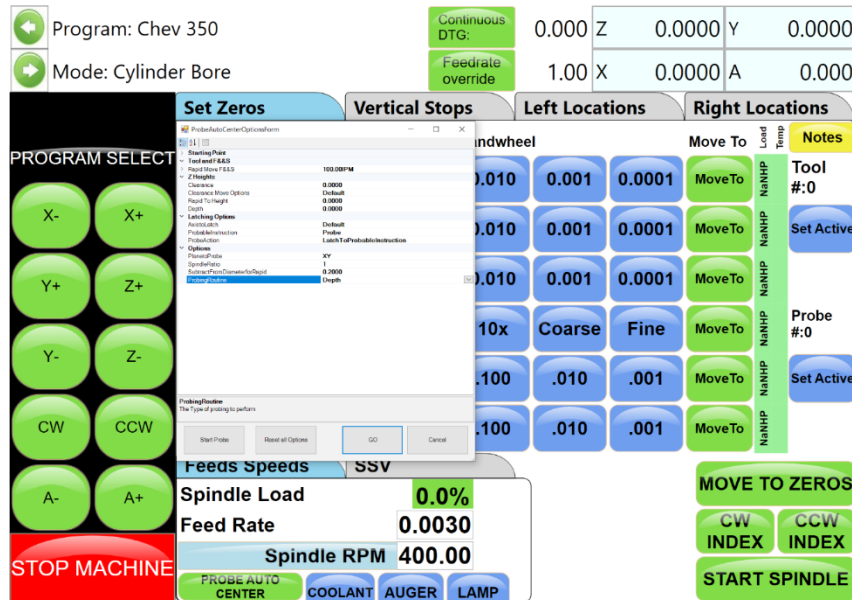 Program: Chev 350
Continuous DTG: 0.000 Z 0.0000 Y 0.0000
Mode: Cylinder Bore
Feedrate override 1.00 X 0.0000 A 0.000
Set Zeros Vertical Stops Left Locations Right Locations
ProbeAutoCenterOptionsForm
Starting Point
Tool and F&S
Rapid Move F&S 100.00IPM
Z Heights
Clearance 0.0000
Clearance Move Options Default
Rapid To Height 0.0000
Depth 0.0000
Latching Options
AxistoLatch Default
ProbableInstruction Probe
ProbeAction LatchToProbableInstruction
Options
PlanetoProbe XY
SpindleRatio 1
SubtractFromDiameterforRapid 0.2000
ProbingRoutine Depth
ProbingRoutine
The Type of probing to perform
Start Probe Reset all Options GO Cancel
PROGRAM SELECT
X- X+
Y+ Z+
Y- Z-
CW CCW
A- A+
STOP MACHINE
ndwheel Move To Load Temp Notes
.010 0.001 0.0001 MoveTo NaNHP
.010 0.001 0.0001 MoveTo NaNHP
.010 0.001 0.0001 MoveTo NaNHP
10x Coarse Fine MoveTo NaNHP
.100 .010 .001 MoveTo NaNHP
.100 .010 .001 MoveTo NaNHP
Tool #:0
Set Active
Probe #:0
Set Active
Feeds Speeds SSV
Spindle Load 0.0%
Feed Rate 0.0030
Spindle RPM 400.00
PROBE AUTO CENTER COOLANT AUGER LAMP
MOVE TO ZEROS
CW INDEX CCW INDEX
START SPINDLE